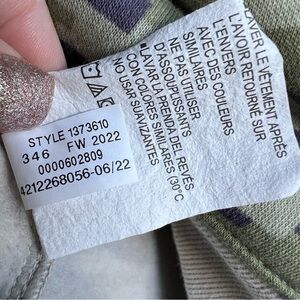 STYLE 1373610
346 FW 2022
0000602809
4212268056-06/22
LAVER LE VÊTEMENT APRÈS
L'AVOIR RETOURNÉ SUR
L'ENVERS
AVEC DES COULEURS
SIMILAIRES
NE PAS UTILISER
D'ASSOUPLISSANTS
•LAVAR LA PRENDA DEL REVÉS
CON COLORES SIMILARES (30°C
NO USAR SUAVIZANTES